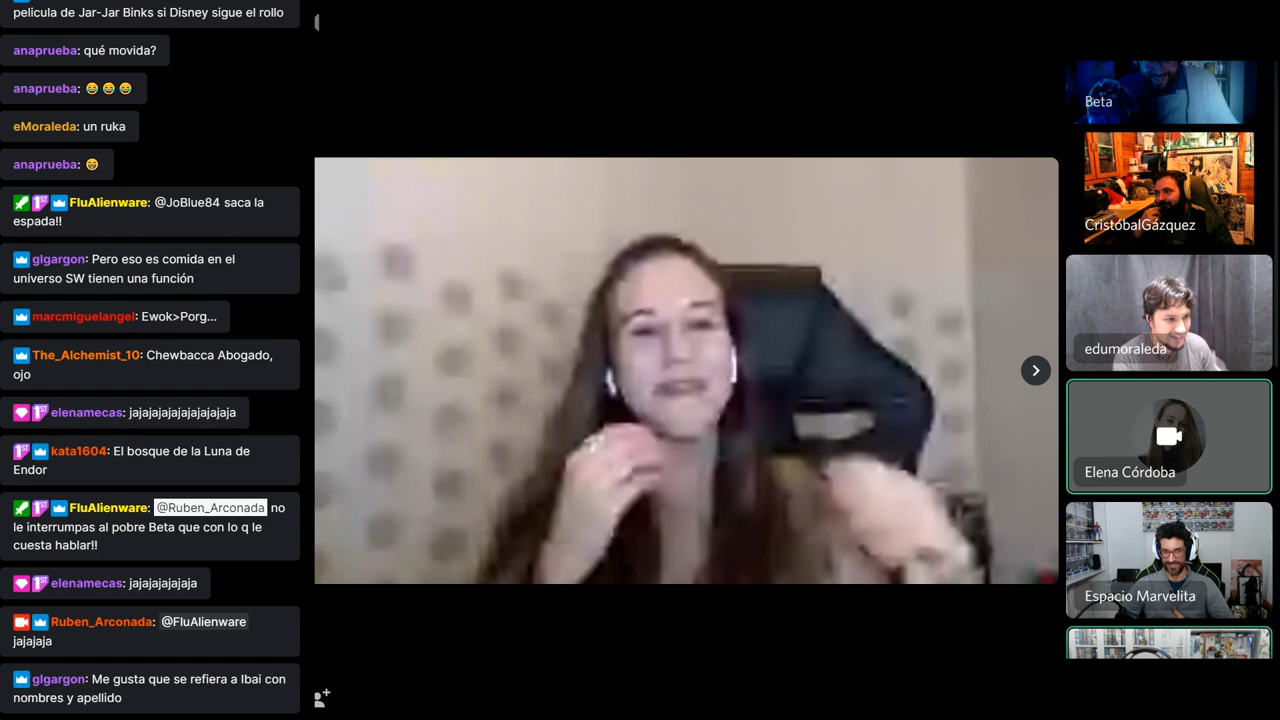 pelicula de Jar-Jar Binks si Disney sigue el rollo
anaprueba: qué movida?
anaprueba: 😂 😂 😂
eMoraleda: un ruka
anaprueba: 😁
FluAlienware: @JoBlue84 saca la
espada!!
glgargon: Pero eso es comida en el
universo SW tienen una función
marcmiguelangel: Ewok>Porg...
The_Alchemist_10: Chewbacca Abogado,
ojo
elenamecas: jajajajajajajajajaja
kata1604: El bosque de la Luna de
Endor
FluAlienware: @Ruben_Arconada no
le interrumpas al pobre Beta que con lo q le
cuesta hablar!!
elenamecas: jajajajajajaja
Ruben_Arconada: @FluAlienware
jajajaja
glgargon: Me gusta que se refiera a Ibai con
nombres y apellido
Beta
CristóbalGázquez
edumoraleda
Elena Córdoba
Espacio Marvelita